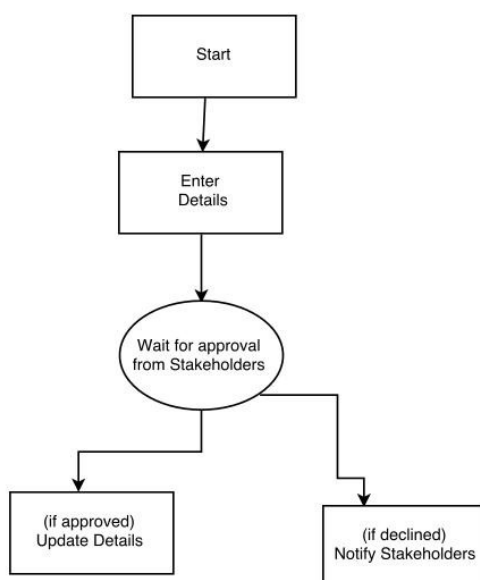 Start
Enter
Details
Wait for approval
from Stakeholders
(if approved)
Update Details
(if declined)
Notify Stakeholders